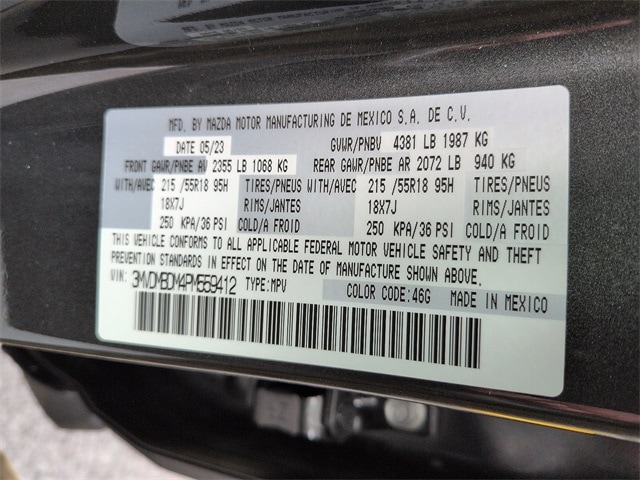 MFD. BY MAZDA MOTOR MANUFACTURING DE MEXICO S.A. DE C.V.
DATE 05/23 GVWR/PNBV 4381 LB 1987 KG
FRONT GAWR/PNBE AV 2355 LB 1068 KG REAR GAWR/PNBE AR 2072 LB 940 KG
WITH/AVEC 215 /55R18 95H TIRES/PNEUS WITH/AVEC 215 /55R18 95H TIRES/PNEUS
18X7J RIMS/JANTES 18X7J RIMS/JANTES
250 KPA/36 PSI COLD/A FROID 250 KPA/36 PSI COLD/A FROID
THIS VEHICLE CONFORMS TO ALL APPLICABLE FEDERAL MOTOR VEHICLE SAFETY AND THEFT
PREVENTION STANDARDS IN EFFECT ON THE DATE OF MANUFACTURE SHOWN ABOVE.
VIN: 3MVDMBDM4PM559412 TYPE:MPV COLOR CODE:46G MADE IN MEXICO